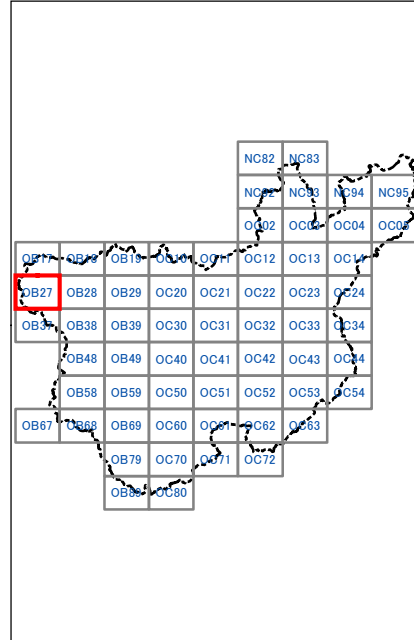 NC82 NC83
NC92 NC93 NC94 NC95
OC02 OC03 OC04 OC05
OB17 OB18 OB19 OC10 OC11 OC12 OC13 OC14
OB27 OB28 OB29 OC20 OC21 OC22 OC23 OC24
OB37 OB38 OB39 OC30 OC31 OC32 OC33 OC34
OB48 OB49 OC40 OC41 OC42 OC43 OC44
OB58 OB59 OC50 OC51 OC52 OC53 OC54
OB67 OB68 OB69 OC60 OC61 OC62 OC63
OB79 OC70 OC71 OC72
OB89 OC80